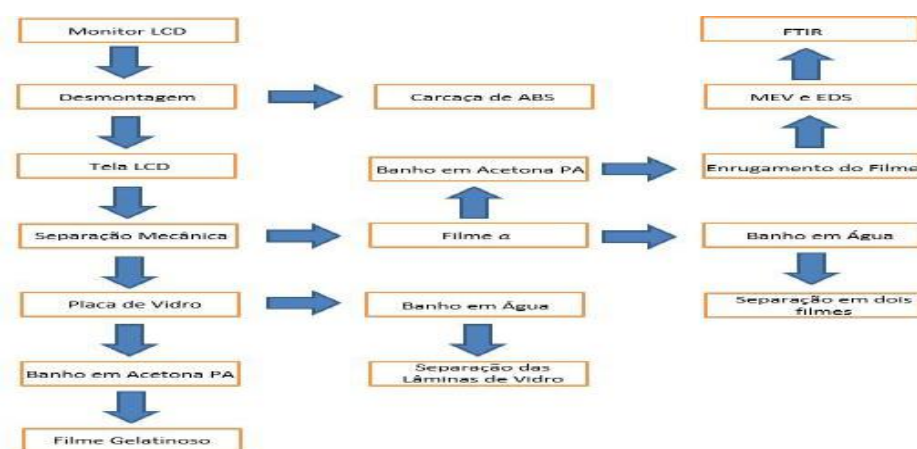 Monitor LCD
FTIR
Desmontagem
Carcaça de ABS
MEV e EDS
Tela LCD
Banho em Acetona PA
Enrugamento do Filme
Separação Mecânica
Filme α
Banho em Água
Placa de Vidro
Banho em Água
Separação em dois
filmes
Banho em Acetona PA
Separação das
Lâminas de Vidro
Filme Gelatinoso